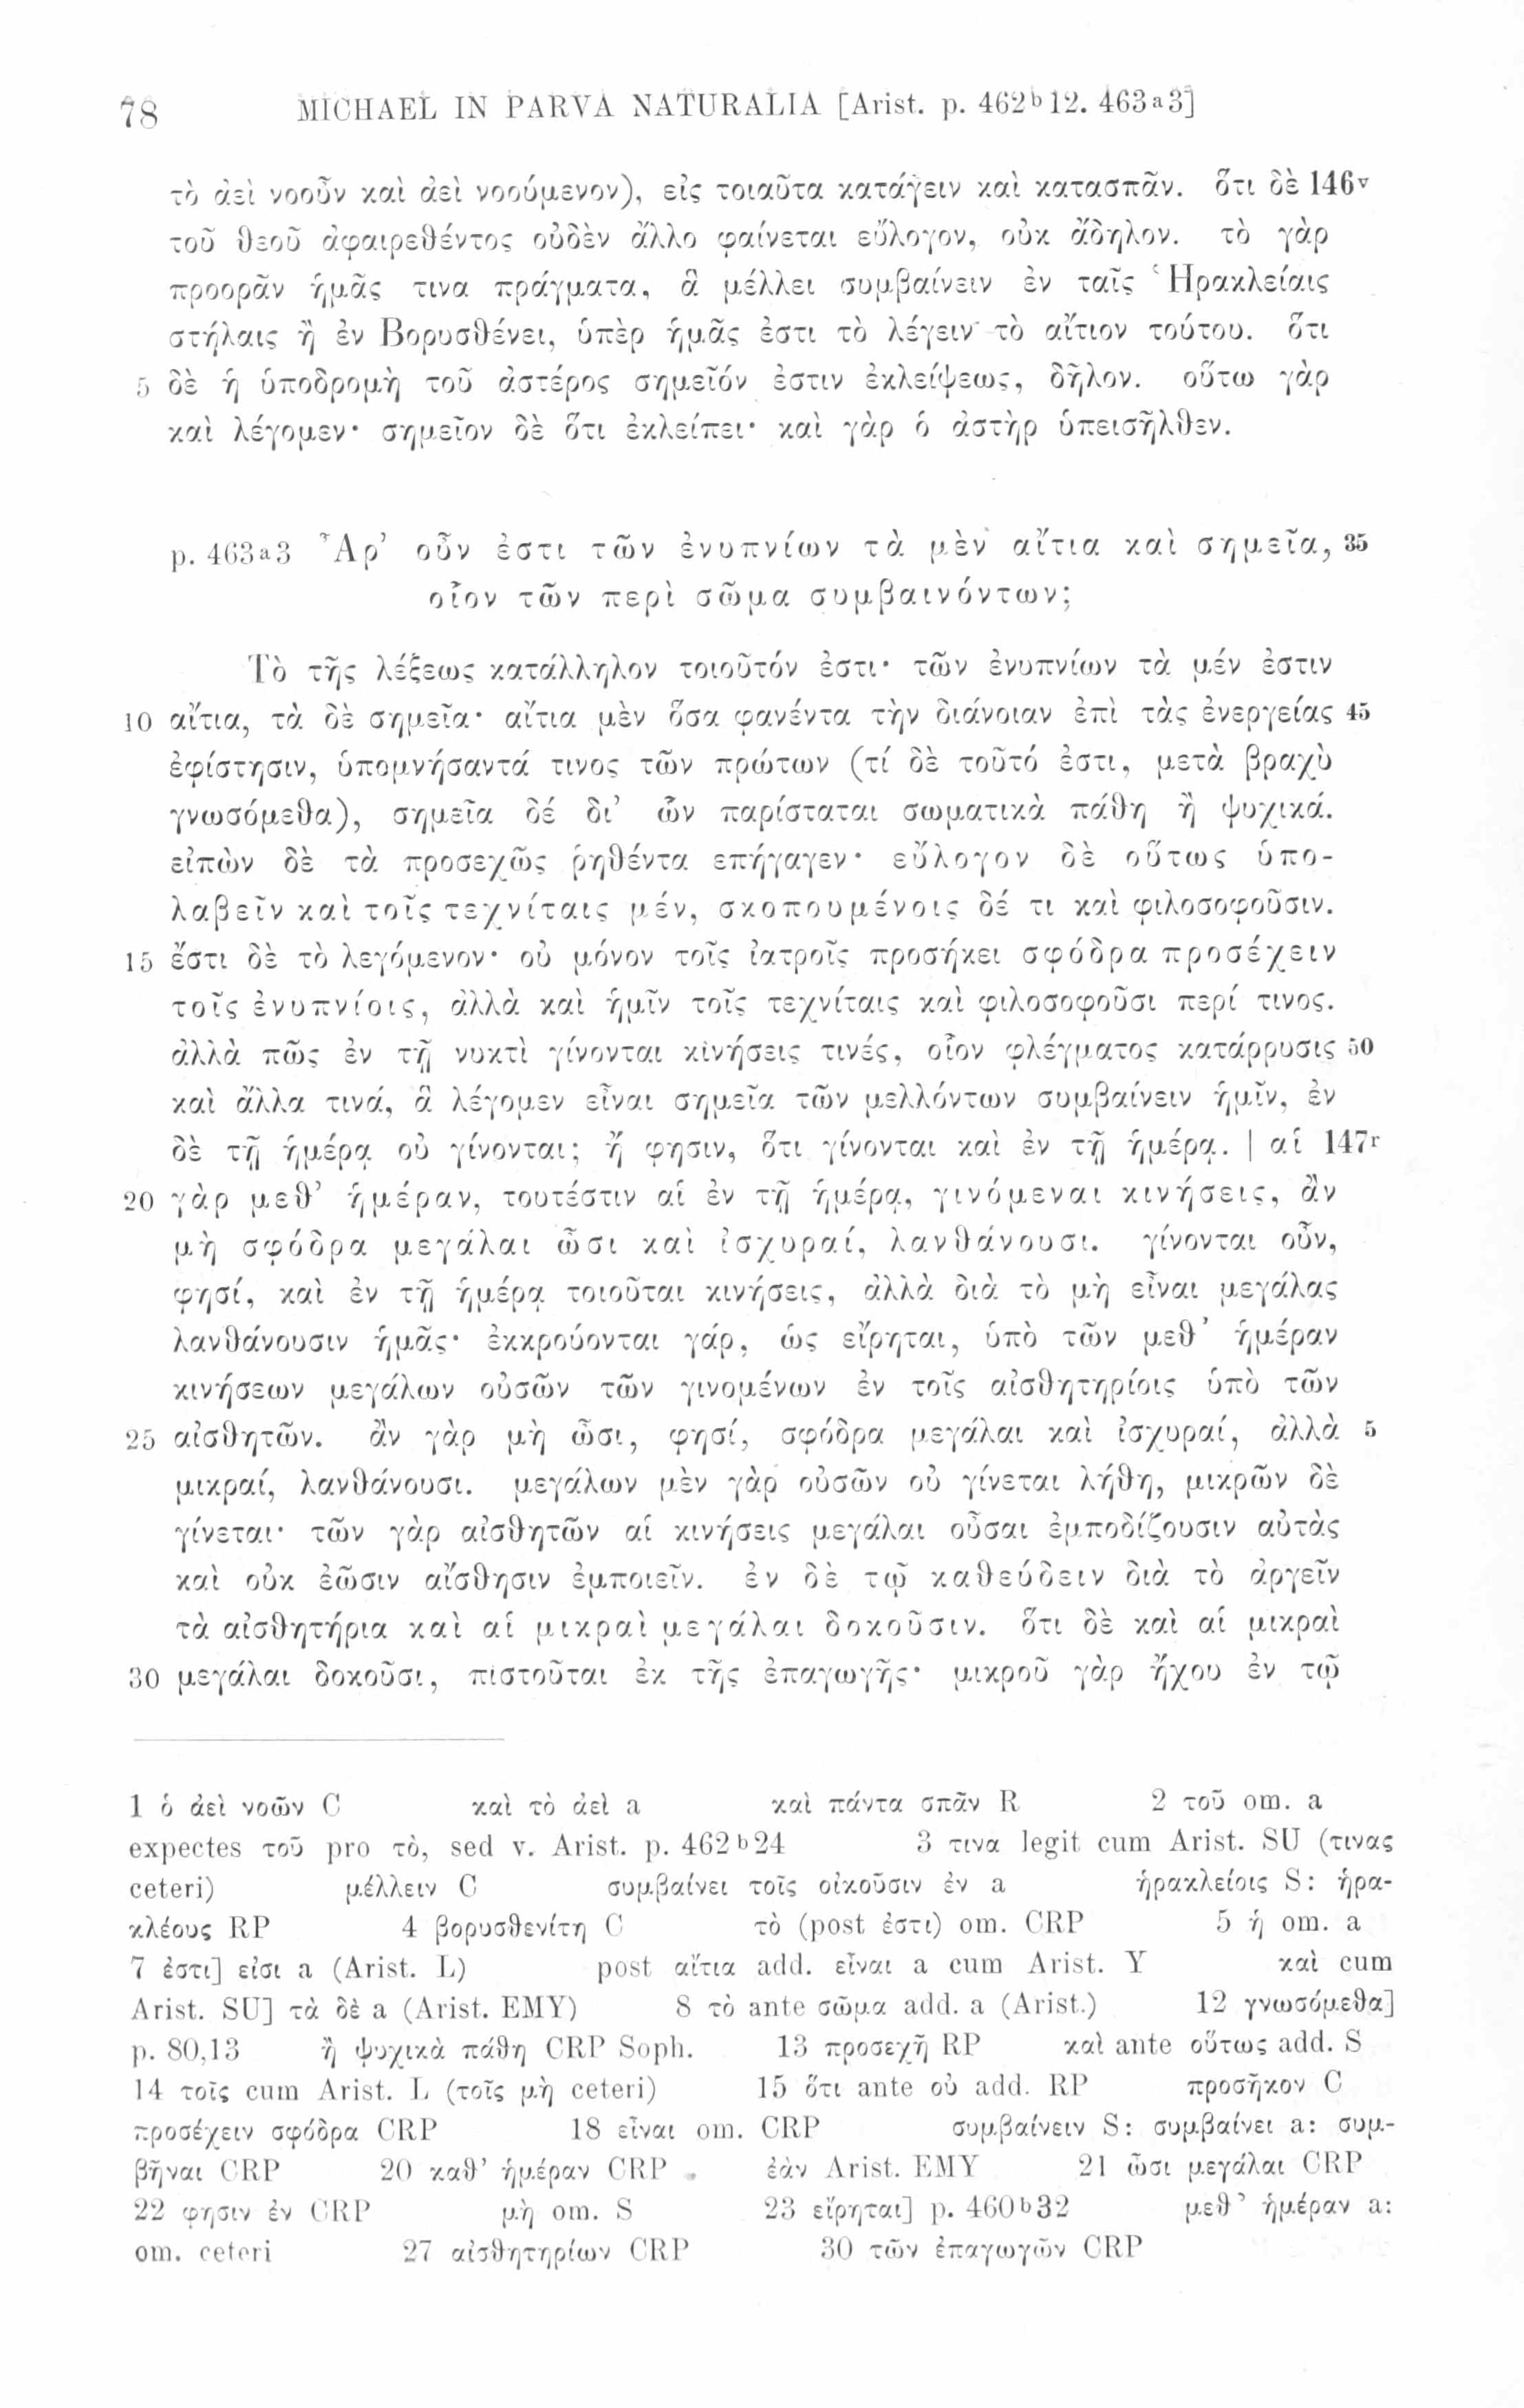 78 MICHAEL IN PARVA NATURALIA [Arist. p. 462b12. 463a3]
τὸ ἀεὶ νοοῦν καὶ ἀεὶ νοούμενον), εἰς τοιαῦτα κατάγειν καὶ κατασπᾶν. ὅτι δὲ 146v
τοῦ θεοῦ ἀφαιρεθέντος οὐδὲν ἄλλο φαίνεται εὔλογον, οὐκ ἄδηλον. τὸ γὰρ
προορᾶν ἡμᾶς τινα πράγματα, ἃ μέλλει συμβαίνειν ἐν ταῖς Ἡρακλείαις
στήλαις ἢ ἐν Βορυσθένει, ὑπὲρ ἡμᾶς ἐστι τὸ λέγειν τὸ αἴτιον τούτου. ὅτι
5 δὲ ἡ ὑποδρομὴ τοῦ ἀστέρος σημεῖόν ἐστιν ἐκλείψεως, δῆλον. οὕτω γὰρ
καὶ λέγομεν· σημεῖον δὲ ὅτι ἐκλείπει· καὶ γὰρ ὁ ἀστὴρ ὑπεισῆλθεν.
p. 463a3 Ἆρ’ οὖν ἐστι τῶν ἐνυπνίων τὰ μὲν αἴτια καὶ σημεῖα, 35
οἷον τῶν περὶ σῶμα συμβαινόντων;
Τὸ τῆς λέξεως κατάλληλον τοιοῦτόν ἐστι· τῶν ἐνυπνίων τὰ μέν ἐστιν
10 αἴτια, τὰ δὲ σημεῖα· αἴτια μὲν ὅσα φανέντα τὴν διάνοιαν ἐπὶ τὰς ἐνεργείας 45
ἐφίστησιν, ὑπομνήσαντά τινος τῶν πρώτων (τί δὲ τοῦτό ἐστι, μετὰ βραχὺ
γνωσόμεθα), σημεῖα δέ δι’ ὧν παρίσταται σωματικὰ πάθη ἢ ψυχικά.
εἰπὼν δὲ τὰ προσεχῶς ῥηθέντα επήγαγεν· εὔλογον δὲ οὕτως ὑπο-
λαβεῖν καὶ τοῖς τεχνίταις μέν, σκοπουμένοις δέ τι καὶ φιλοσοφοῦσιν.
15 ἔστι δὲ τὸ λεγόμενον· οὐ μόνον τοῖς ἰατροῖς προσήκει σφόδρα προσέχειν
τοῖς ἐνυπνίοις, ἀλλὰ καὶ ἡμῖν τοῖς τεχνίταις καὶ φιλοσοφοῦσι περί τινος.
ἀλλὰ πῶς ἐν τῇ νυκτὶ γίνονται κινήσεις τινές, οἷον φλέγματος κατάρρυσις 50
καὶ ἄλλα τινά, ἃ λέγομεν εἶναι σημεῖα τῶν μελλόντων συμβαίνειν ἡμῖν, ἐν
δὲ τῇ ἡμέρᾳ οὐ γίνονται; ἤ φησιν, ὅτι γίνονται καὶ ἐν τῇ ἡμέρᾳ. | αἱ 147r
20 γὰρ μεθ’ ἡμέραν, τουτέστιν αἱ ἐν τῇ ἡμέρᾳ, γινόμεναι κινήσεις, ἂν
μὴ σφόδρα μεγάλαι ὦσι καὶ ἰσχυραί, λανθάνουσι. γίνονται οὖν,
φησί, καὶ ἐν τῇ ἡμέρᾳ τοιοῦται κινήσεις, ἀλλὰ διὰ τὸ μὴ εἶναι μεγάλας
λανθάνουσιν ἡμᾶς· ἐκκρούονται γάρ, ὡς εἴρηται, ὑπὸ τῶν μεθ’ ἡμέραν
κινήσεων μεγάλων οὐσῶν τῶν γινομένων ἐν τοῖς αἰσθητηρίοις ὑπὸ τῶν
25 αἰσθητῶν. ἂν γὰρ μὴ ὦσι, φησί, σφόδρα μεγάλαι καὶ ἰσχυραί, ἀλλὰ 5
μικραί, λανθάνουσι. μεγάλων μὲν γὰρ οὐσῶν οὐ γίνεται λήθη, μικρῶν δὲ
γίνεται· τῶν γὰρ αἰσθητῶν αἱ κινήσεις μεγάλαι οὖσαι ἐμποδίζουσιν αὐτὰς
καὶ οὐκ ἐῶσιν αἴσθησιν ἐμποιεῖν. ἐν δὲ τῷ καθεύδειν διὰ τὸ ἀργεῖν
τὰ αἰσθητήρια καὶ αἱ μικραὶ μεγάλαι δοκοῦσιν. ὅτι δὲ καὶ αἱ μικραὶ
30 μεγάλαι δοκοῦσι, πιστοῦται ἐκ τῆς ἐπαγωγῆς· μικροῦ γὰρ ἤχου ἐν τῷ
1 ὁ ἀεὶ νοῶν C καὶ τὸ ἀεὶ a καὶ πάντα σπᾶν R 2 τοῦ om. a
expectes τοῦ pro τὸ, sed v. Arist. p. 462b24 3 τινα legit cum Arist. SU (τινας
ceteri) μέλλειν C συμβαίνει τοῖς οἰκοῦσιν ἐν a ἡρακλείοις S: ἡρα-
κλέους RP 4 βορυσθενίτη C τὸ (post ἐστι) om. CRP 5 ἡ om. a
7 ἐστι] εἰσι a (Arist. L) post αἴτια add. εἶναι a cum Arist. Y καὶ cum
Arist. SU] τὰ δὲ a (Arist. EMY) 8 τὸ ante σῶμα add. a (Arist.) 12 γνωσόμεθα]
p. 80,13 ἢ ψυχικὰ πάθη CRP Soph. 13 προσεχῆ RP καὶ ante οὕτως add. S
14 τοῖς cum Arist. L (τοῖς μὴ ceteri) 15 ὅτι ante οὐ add. RP προσῆκον C
προσέχειν σφόδρα CRP 18 εἶναι om. CRP συμβαίνειν S: συμβαίνει a: συμ-
βῆναι CRP 20 καθ’ ἡμέραν CRP ἐὰν Arist. EMY 21 ὦσι μεγάλαι CRP
22 φησιν ἐν CRP μὴ om. S 23 εἴρηται] p. 460b32 μεθ’ ἡμέραν a:
om. ceteri 27 αἰσθητηρίων CRP 30 τῶν ἐπαγωγῶν CRP